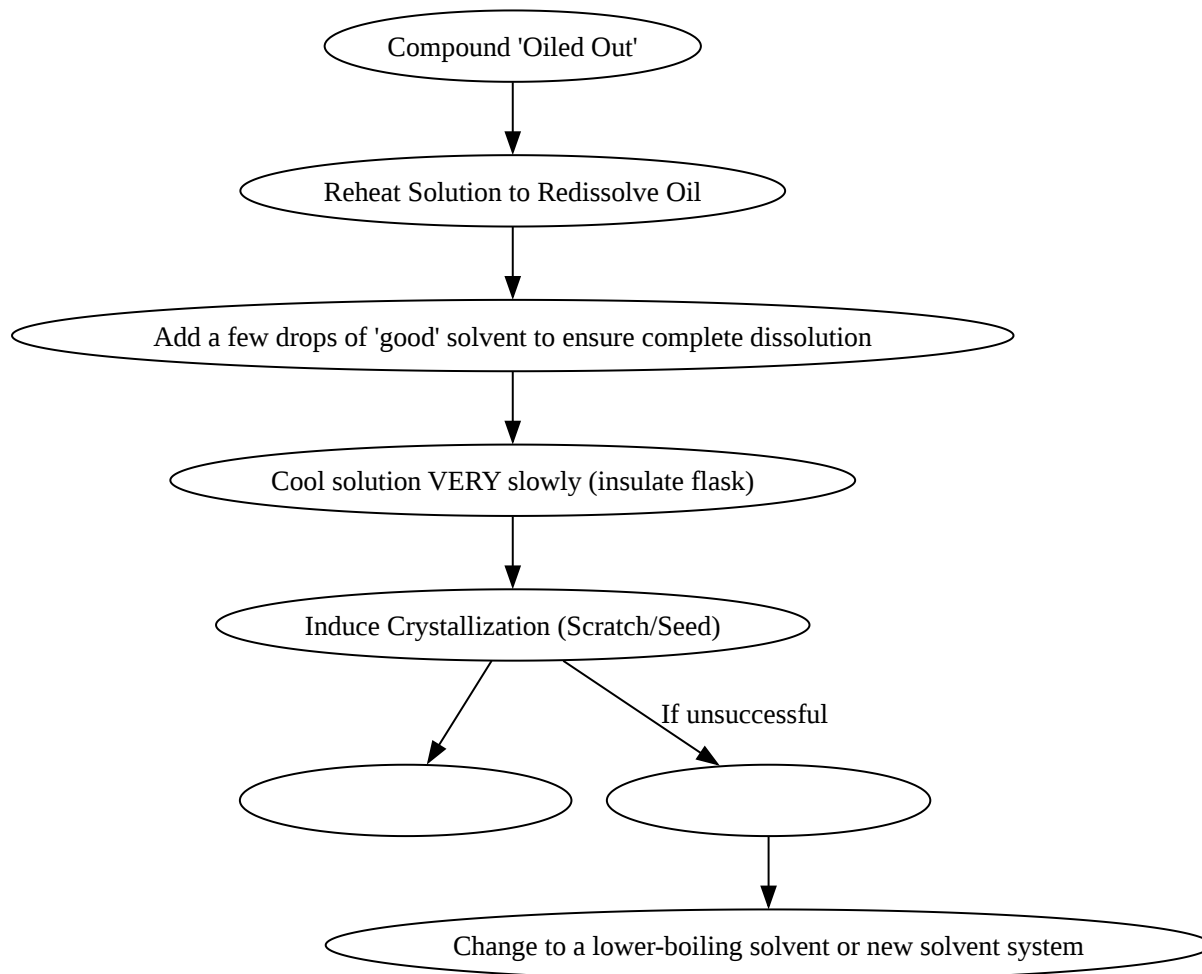 Compound 'Oiled Out'
Reheat Solution to Redissolve Oil
Add a few drops of 'good' solvent to ensure complete dissolution
Cool solution VERY slowly (insulate flask)
Induce Crystallization (Scratch/Seed)
If unsuccessful
Change to a lower-boiling solvent or new solvent system